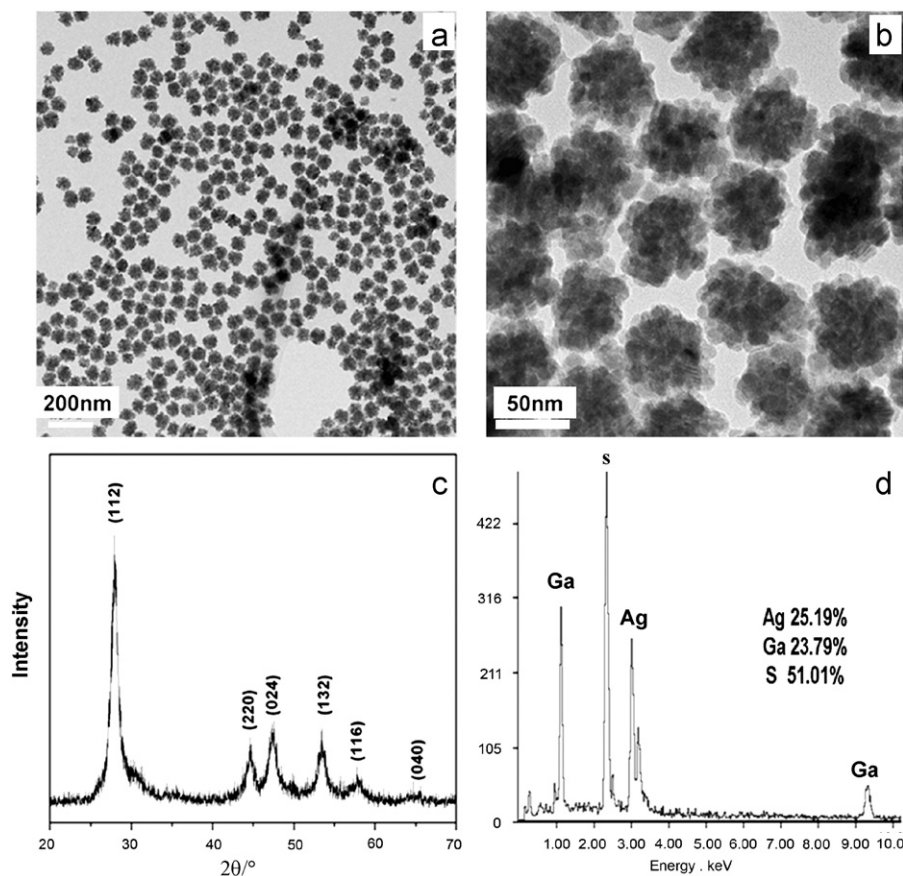 a
200nm
b
50nm
c
Intensity
(112)
(220)
(024)
(132)
(116)
(040)
20 30 40 50 60 70
2θ/°
d
s
Ga
Ag
Ga
Ag 25.19%
Ga 23.79%
S 51.01%
422
316
211
105
0
1.00 2.00 3.00 4.00 5.00 6.00 7.00 8.00 9.00 10.2
Energy . keV